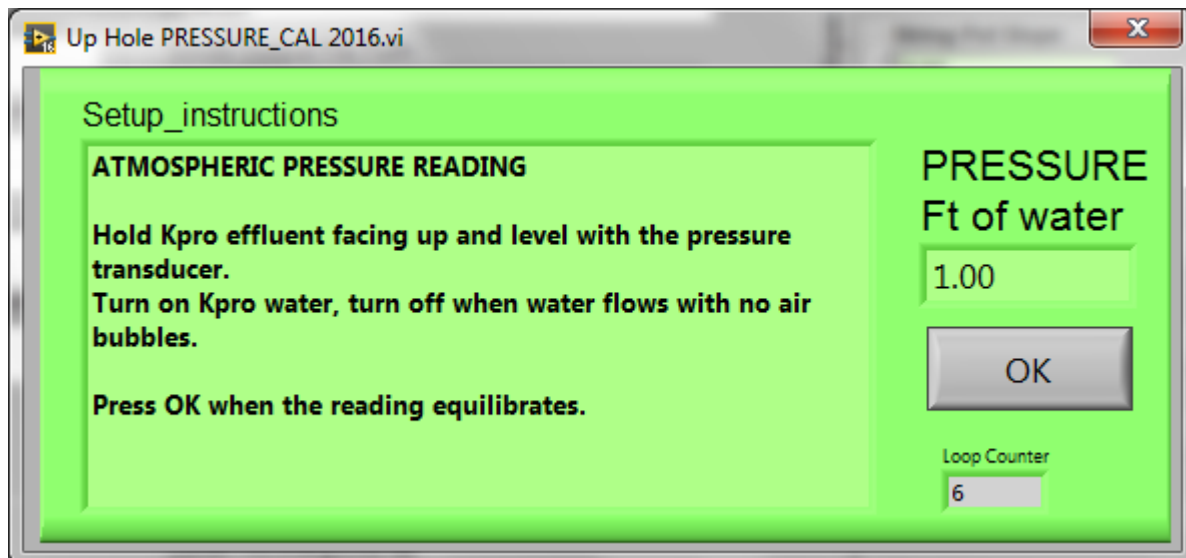 Up Hole PRESSURE_CAL 2016.vi
Setup_instructions
ATMOSPHERIC PRESSURE READING
Hold Kpro effluent facing up and level with the pressure
transducer.
Turn on Kpro water, turn off when water flows with no air
bubbles.
Press OK when the reading equilibrates.
PRESSURE
Ft of water
1.00
OK
Loop Counter
6